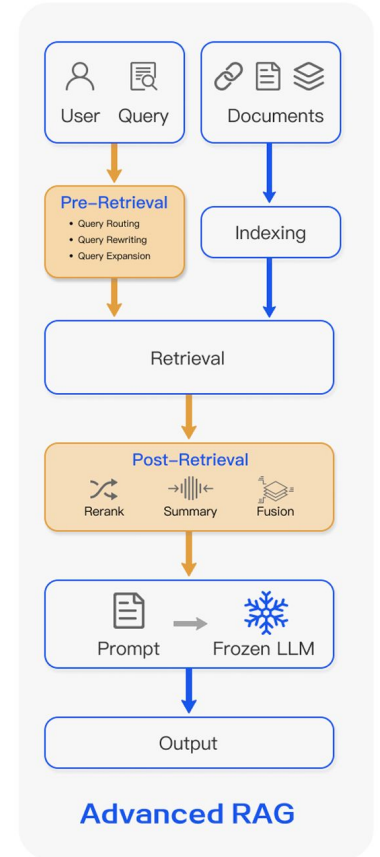 User Query
Documents
Pre-Retrieval
• Query Routing
• Query Rewriting
• Query Expansion
Indexing
Retrieval
Post-Retrieval
Rerank Summary Fusion
Prompt Frozen LLM
Output
Advanced RAG